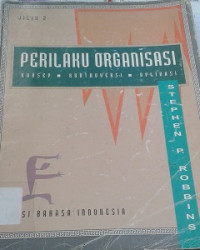 JILID 2
PERILAKU ORGANISASI
KONSEP • KONTROVERSI • APLIKASI
STEPHEN P. ROBBINS
SI BAHASA INDONESIA